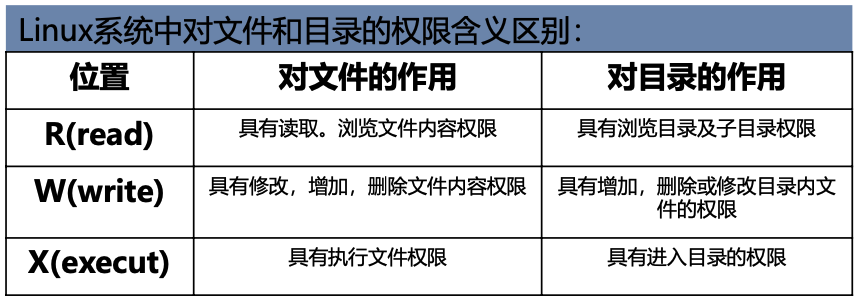 Linux系统中对文件和目录的权限含义区别：
位置 对文件的作用 对目录的作用
R(read) 具有读取。浏览文件内容权限 具有浏览目录及子目录权限
W(write) 具有修改，增加，删除文件内容权限 具有增加，删除或修改目录内文
件的权限
X(execut) 具有执行文件权限 具有进入目录的权限